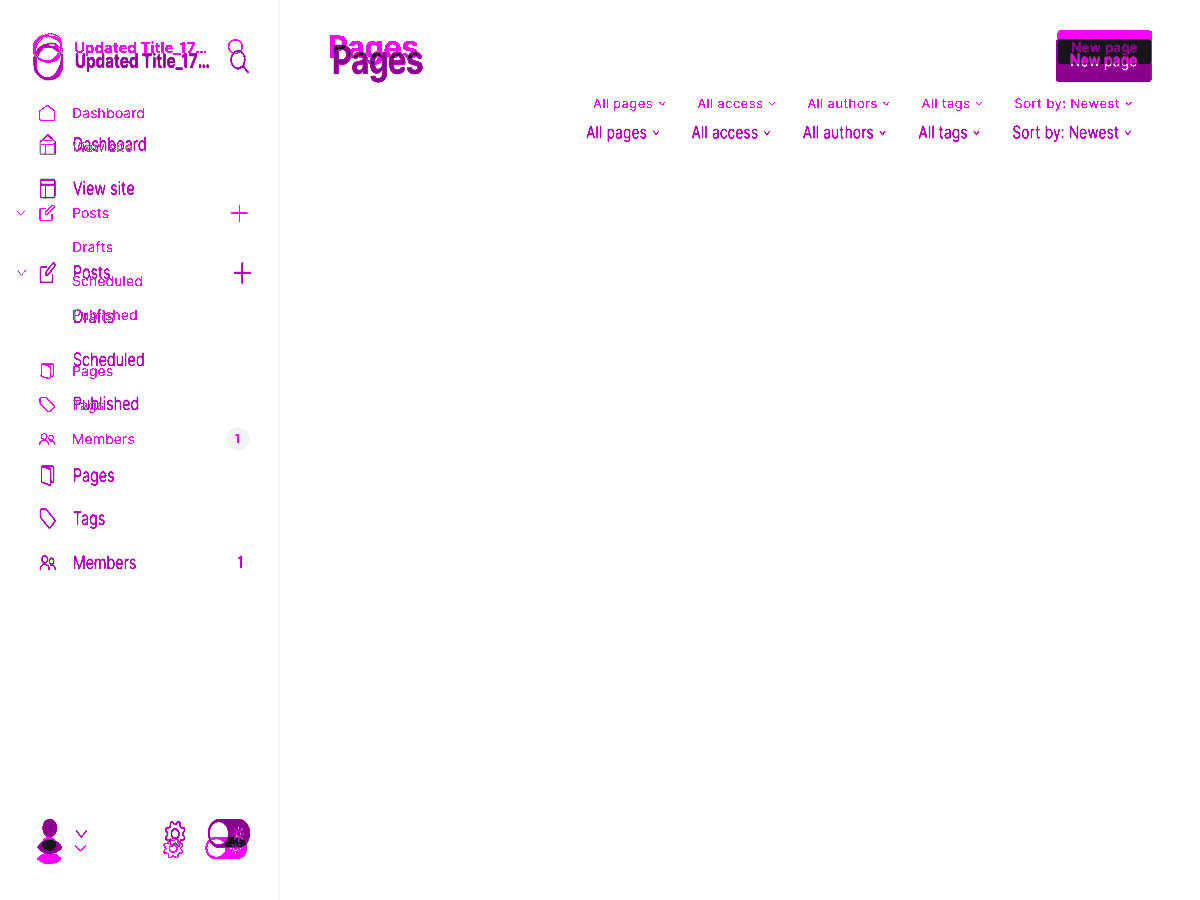 Updated Title_17...
Updated Title_17...
Pages
Pages
New page
New page
All pages
All access
All authors
All tags
Sort by: Newest
All pages
All access
All authors
All tags
Sort by: Newest
Dashboard
Dashboard
View site
View site
Posts
Drafts
Posts
Scheduled
Published
Drafts
Scheduled
Pages
Published
Tags
Members
1
Pages
Tags
Members
1